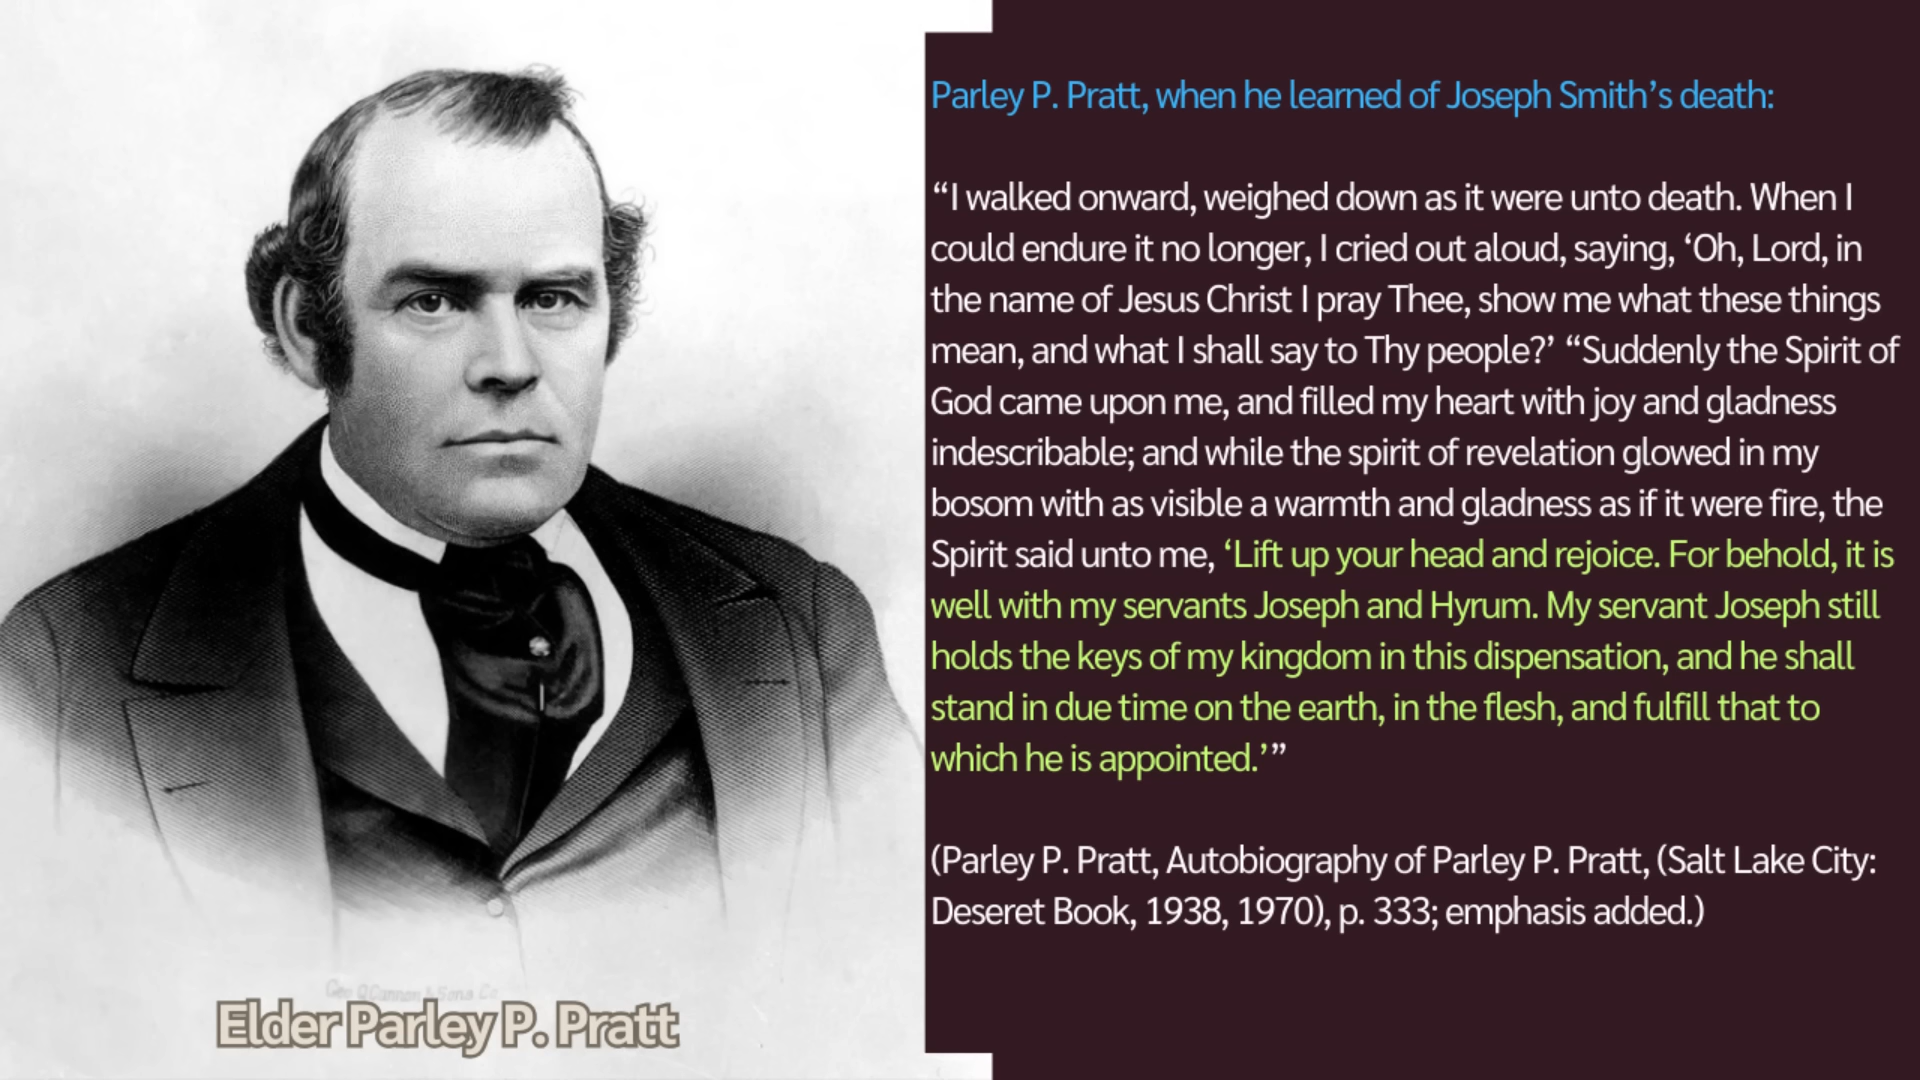 Parley P. Pratt, when he learned of Joseph Smith’s death:
“I walked onward, weighed down as it were unto death. When I
could endure it no longer, I cried out aloud, saying, ‘Oh, Lord, in
the name of Jesus Christ I pray Thee, show me what these things
mean, and what I shall say to Thy people?’ “Suddenly the Spirit of
God came upon me, and filled my heart with joy and gladness
indescribable; and while the spirit of revelation glowed in my
bosom with as visible a warmth and gladness as if it were fire, the
Spirit said unto me, ‘Lift up your head and rejoice. For behold, it is
well with my servants Joseph and Hyrum. My servant Joseph still
holds the keys of my kingdom in this dispensation, and he shall
stand in due time on the earth, in the flesh, and fulfill that to
which he is appointed.’”
(Parley P. Pratt, Autobiography of Parley P. Pratt, (Salt Lake City:
Deseret Book, 1938, 1970), p. 333; emphasis added.)
Geo Q Cannon & Sons Co
Elder Parley P. Pratt